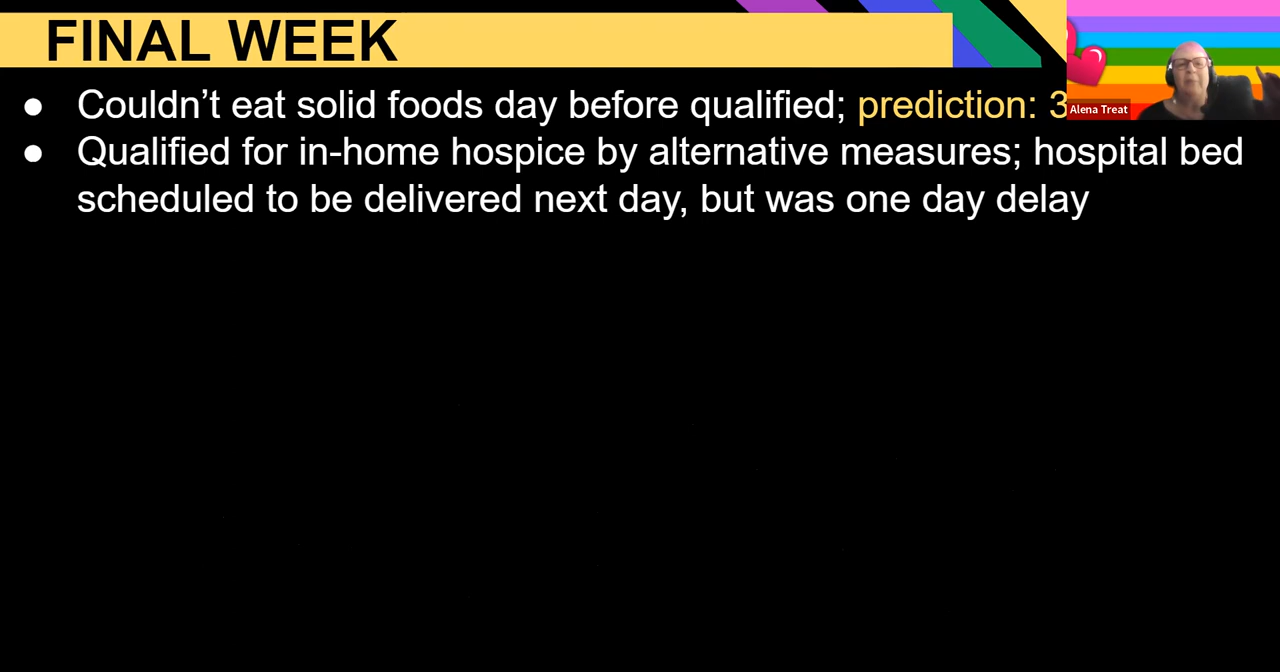 FINAL WEEK
● Couldn’t eat solid foods day before qualified; prediction: 3
● Qualified for in-home hospice by alternative measures; hospital bed
scheduled to be delivered next day, but was one day delay
Alena Treat